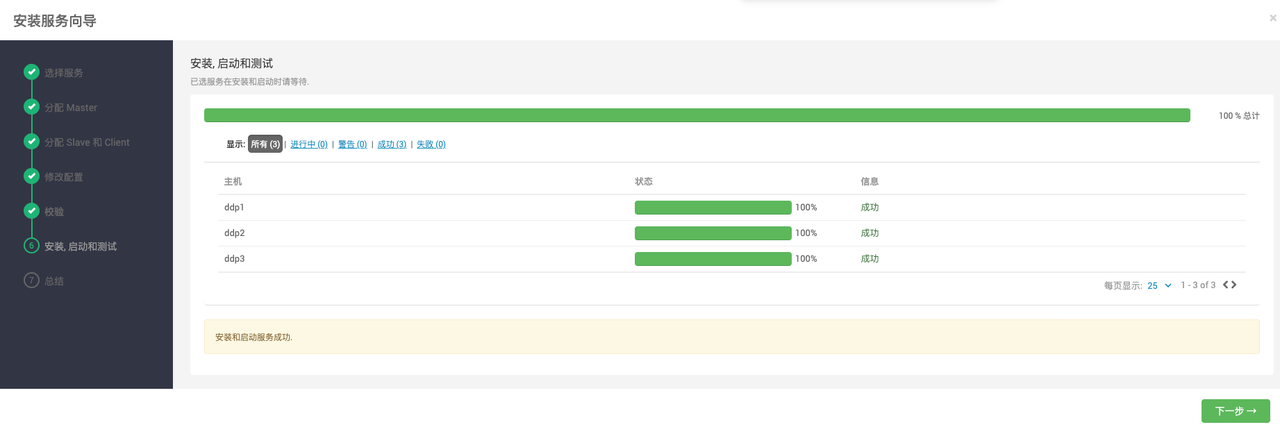 安装服务向导
×
选择服务
分配 Master
分配 Slave 和 Client
修改配置
校验
6 安装, 启动和测试
7 总结
安装, 启动和测试
已选服务在安装和启动时请等待.
100 % 总计
显示: 所有 (3) | 进行中 (0) | 警告 (0) | 成功 (3) | 失败 (0)
主机 状态 信息
ddp1 100% 成功
ddp2 100% 成功
ddp3 100% 成功
每页显示: 25 1 - 3 of 3
安装和启动服务成功.
下一步 →